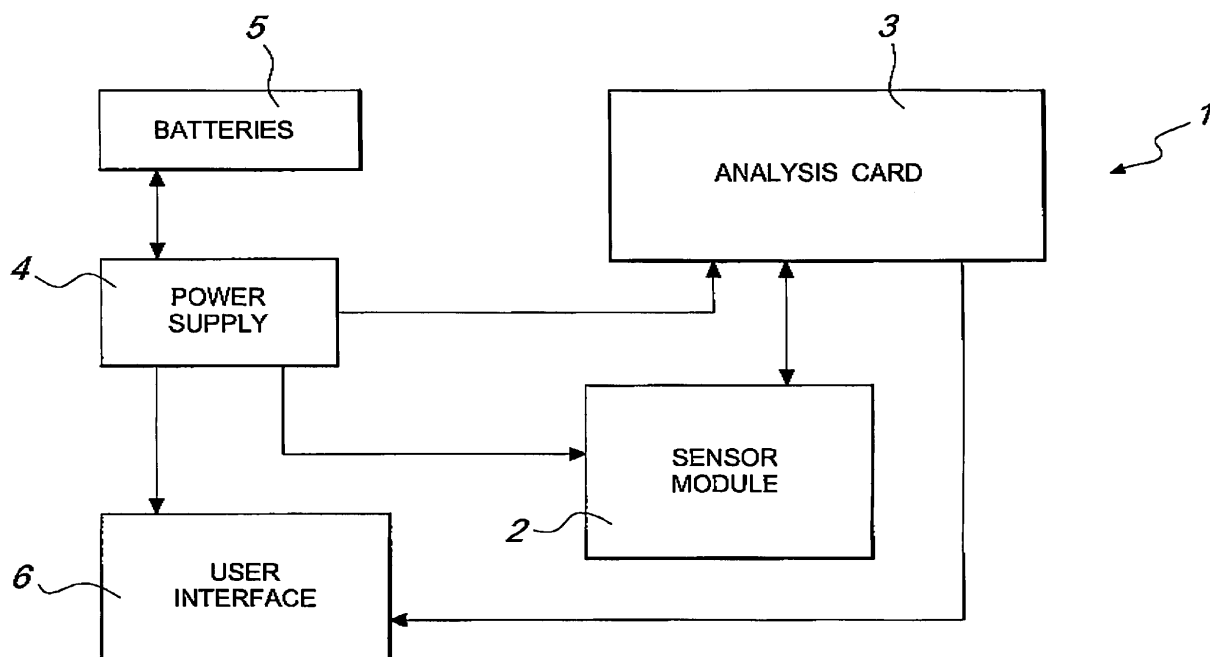 5
3
1
BATTERIES
ANALYSIS CARD
4
POWER
SUPPLY
SENSOR
MODULE
2
6
USER
INTERFACE